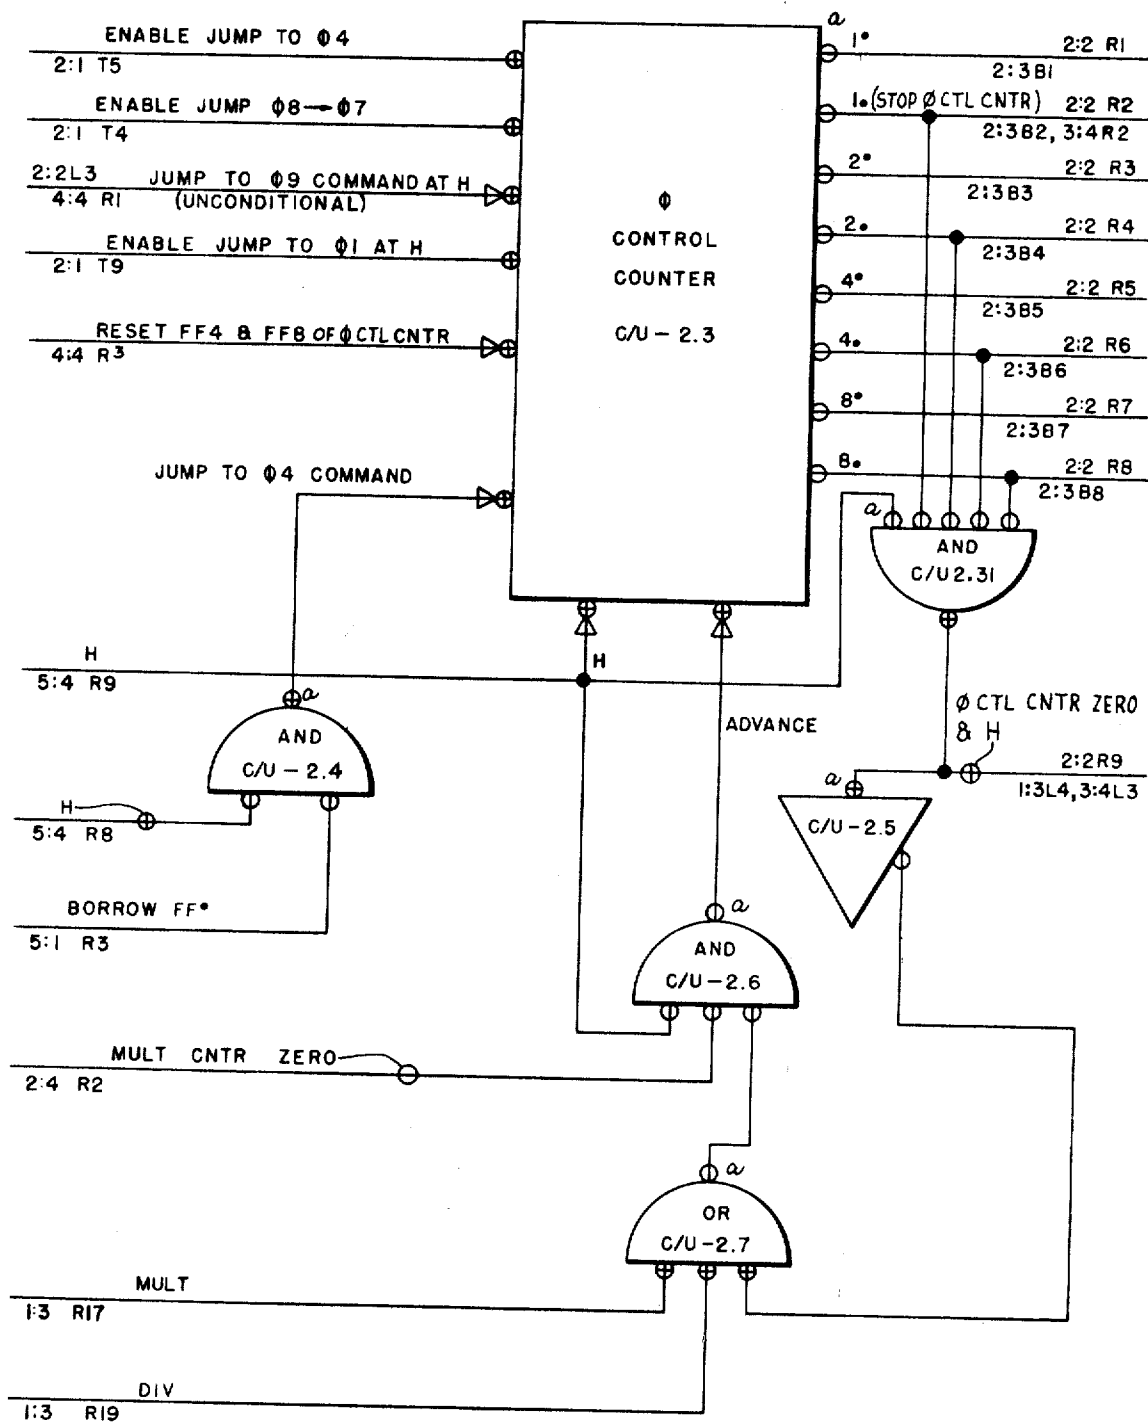 ENABLE JUMP TO ϕ4
2:1 T5
ENABLE JUMP ϕ8→ϕ7
2:1 T4
2:2L3 JUMP TO ϕ9 COMMAND AT H
4:4 R1 (UNCONDITIONAL)
ENABLE JUMP TO ϕ1 AT H
2:1 T9
RESET FF4 & FF8 OF ϕ CTL CNTR
4:4 R3
JUMP TO ϕ4 COMMAND
ϕ
CONTROL
COUNTER
C/U-2.3
a
1° 2:2 R1
2:3B1
1. (STOP ϕ CTL CNTR) 2:2 R2
2:3B2, 3:4R2
2° 2:2 R3
2:3B3
2. 2:2 R4
2:3B4
4° 2:2 R5
2:3B5
4. 2:2 R6
2:3B6
8° 2:2 R7
2:3B7
8. 2:2 R8
2:3B8
a
AND
C/U2.31
H
5:4 R9
H
a
AND
C/U-2.4
ADVANCE
ϕ CTL CNTR ZERO
& H
2:2R9
1:3L4, 3:4L3
a
C/U-2.5
H
5:4 R8
BORROW FF°
5:1 R3
a
AND
C/U-2.6
MULT CNTR ZERO
2:4 R2
a
OR
C/U-2.7
MULT
1:3 R17
DIV
1:3 R19